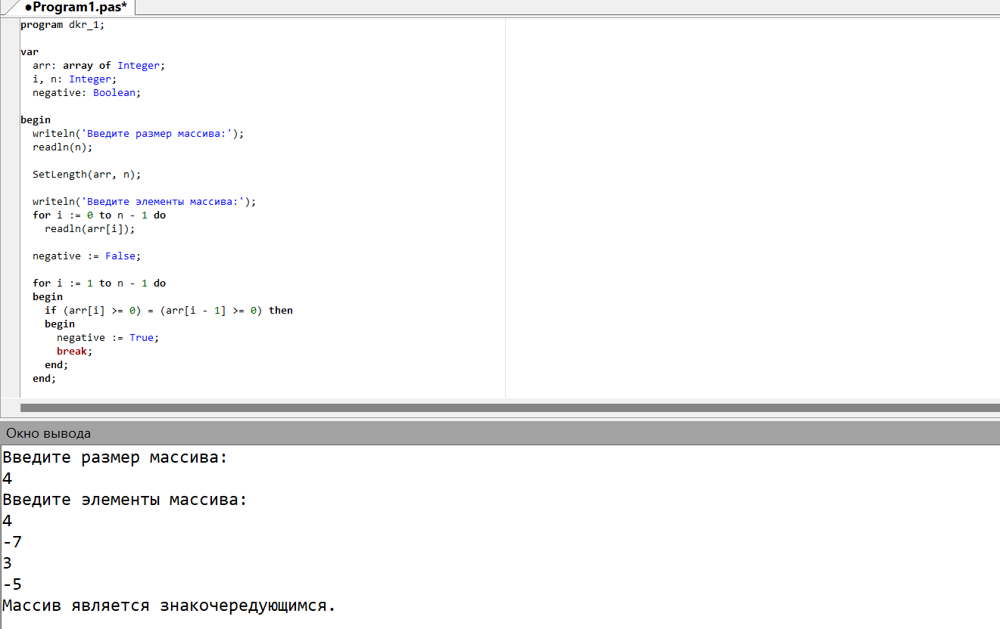 ●Program1.pas*
program dkr_1;
var
arr: array of Integer;
i, n: Integer;
negative: Boolean;
begin
writeln('Введите размер массива:');
readln(n);
SetLength(arr, n);
writeln('Введите элементы массива:');
for i := 0 to n - 1 do
readln(arr[i]);
negative := False;
for i := 1 to n - 1 do
begin
if (arr[i] >= 0) = (arr[i - 1] >= 0) then
begin
negative := True;
break;
end;
end;
Окно вывода
Введите размер массива:
4
Введите элементы массива:
4
-7
3
-5
Массив является знакочередующимся.